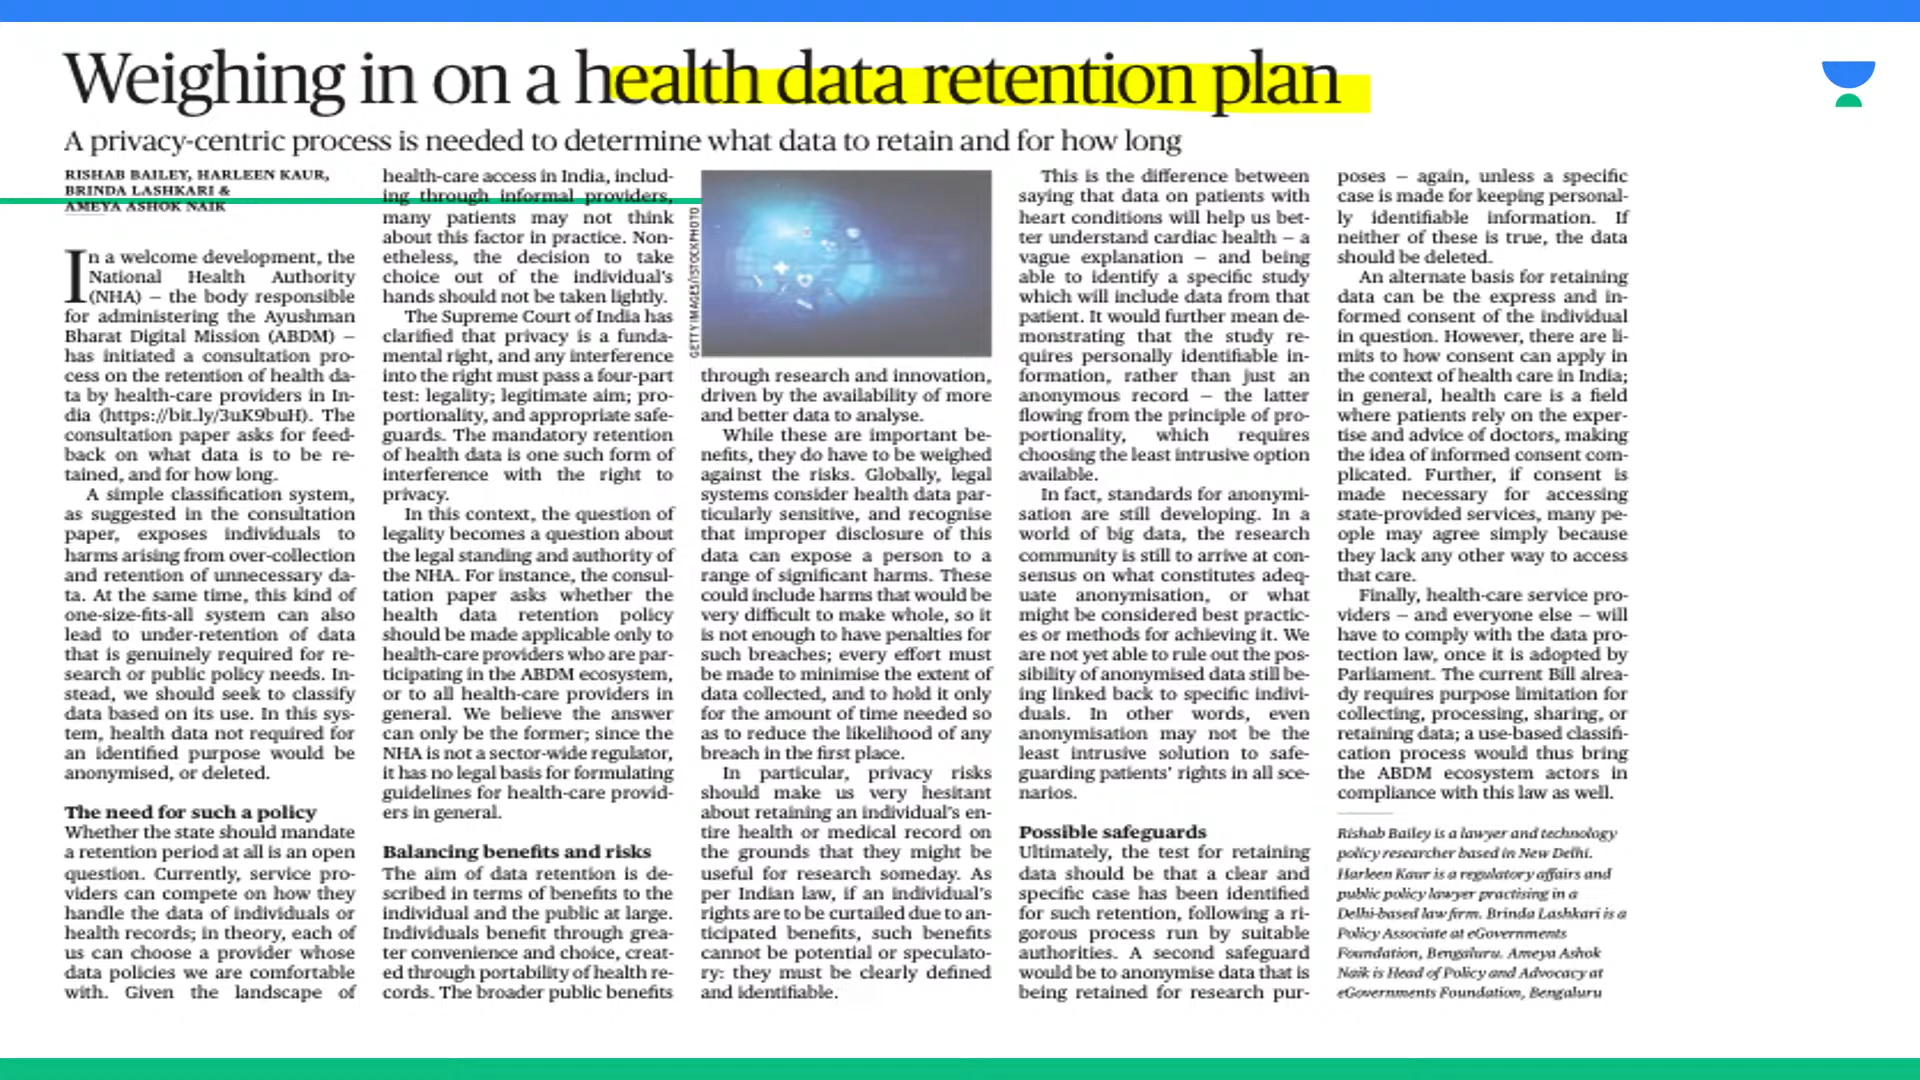 Weighing in on a health data retention plan
A privacy-centric process is needed to determine what data to retain and for how long
RISHAB BAILEY, HARLEEN KAUR,
BRINDA LASHKARI &
AMEYA ASHOK NAIK
In a welcome development, the
National Health Authority
(NHA) – the body responsible
for administering the Ayushman
Bharat Digital Mission (ABDM) –
has initiated a consultation pro-
cess on the retention of health da-
ta by health-care providers in In-
dia (https://bit.ly/3uK9buH). The
consultation paper asks for feed-
back on what data is to be re-
tained, and for how long.
A simple classification system,
as suggested in the consultation
paper, exposes individuals to
harms arising from over-collection
and retention of unnecessary da-
ta. At the same time, this kind of
one-size-fits-all system can also
lead to under-retention of data
that is genuinely required for re-
search or public policy needs. In-
stead, we should seek to classify
data based on its use. In this sys-
tem, health data not required for
an identified purpose would be
anonymised, or deleted.
The need for such a policy
Whether the state should mandate
a retention period at all is an open
question. Currently, service pro-
viders can compete on how they
handle the data of individuals or
health records; in theory, each of
us can choose a provider whose
data policies we are comfortable
with. Given the landscape of
health-care access in India, includ-
ing through informal providers,
many patients may not think
about this factor in practice. Non-
etheless, the decision to take
choice out of the individual's
hands should not be taken lightly.
The Supreme Court of India has
clarified that privacy is a funda-
mental right, and any interference
into the right must pass a four-part
test: legality; legitimate aim; pro-
portionality, and appropriate safe-
guards. The mandatory retention
of health data is one such form of
interference with the right to
privacy.
In this context, the question of
legality becomes a question about
the legal standing and authority of
the NHA. For instance, the consul-
tation paper asks whether the
health data retention policy
should be made applicable only to
health-care providers who are par-
ticipating in the ABDM ecosystem,
or to all health-care providers in
general. We believe the answer
can only be the former; since the
NHA is not a sector-wide regulator,
it has no legal basis for formulating
guidelines for health-care provid-
ers in general.
Balancing benefits and risks
The aim of data retention is de-
scribed in terms of benefits to the
individual and the public at large.
Individuals benefit through grea-
ter convenience and choice, creat-
ed through portability of health re-
cords. The broader public benefits
GETTY IMAGES/ISTOCKPHOTO
through research and innovation,
driven by the availability of more
and better data to analyse.
While these are important be-
nefits, they do have to be weighed
against the risks. Globally, legal
systems consider health data par-
ticularly sensitive, and recognise
that improper disclosure of this
data can expose a person to a
range of significant harms. These
could include harms that would be
very difficult to make whole, so it
is not enough to have penalties for
such breaches; every effort must
be made to minimise the extent of
data collected, and to hold it only
for the amount of time needed so
as to reduce the likelihood of any
breach in the first place.
In particular, privacy risks
should make us very hesitant
about retaining an individual's en-
tire health or medical record on
the grounds that they might be
useful for research someday. As
per Indian law, if an individual's
rights are to be curtailed due to an-
ticipated benefits, such benefits
cannot be potential or speculato-
ry: they must be clearly defined
and identifiable.
This is the difference between
saying that data on patients with
heart conditions will help us bet-
ter understand cardiac health – a
vague explanation – and being
able to identify a specific study
which will include data from that
patient. It would further mean de-
monstrating that the study re-
quires personally identifiable in-
formation, rather than just an
anonymous record – the latter
flowing from the principle of pro-
portionality, which requires
choosing the least intrusive option
available.
In fact, standards for anonymi-
sation are still developing. In a
world of big data, the research
community is still to arrive at con-
sensus on what constitutes adeq-
uate anonymisation, or what
might be considered best practic-
es or methods for achieving it. We
are not yet able to rule out the pos-
sibility of anonymised data still be-
ing linked back to specific indivi-
duals. In other words, even
anonymisation may not be the
least intrusive solution to safe-
guarding patients' rights in all sce-
narios.
Possible safeguards
Ultimately, the test for retaining
data should be that a clear and
specific case has been identified
for such retention, following a ri-
gorous process run by suitable
authorities. A second safeguard
would be to anonymise data that is
being retained for research pur-
poses – again, unless a specific
case is made for keeping personal-
ly identifiable information. If
neither of these is true, the data
should be deleted.
An alternate basis for retaining
data can be the express and in-
formed consent of the individual
in question. However, there are li-
mits to how consent can apply in
the context of health care in India;
in general, health care is a field
where patients rely on the exper-
tise and advice of doctors, making
the idea of informed consent com-
plicated. Further, if consent is
made necessary for accessing
state-provided services, many pe-
ople may agree simply because
they lack any other way to access
that care.
Finally, health-care service pro-
viders – and everyone else – will
have to comply with the data pro-
tection law, once it is adopted by
Parliament. The current Bill alrea-
dy requires purpose limitation for
collecting, processing, sharing, or
retaining data; a use-based classifi-
cation process would thus bring
the ABDM ecosystem actors in
compliance with this law as well.
Rishab Bailey is a lawyer and technology
policy researcher based in New Delhi.
Harleen Kaur is a regulatory affairs and
public policy lawyer practising in a
Delhi-based law firm. Brinda Lashkari is a
Policy Associate at eGovernments
Foundation, Bengaluru. Ameya Ashok
Naik is Head of Policy and Advocacy at
eGovernments Foundation, Bengaluru